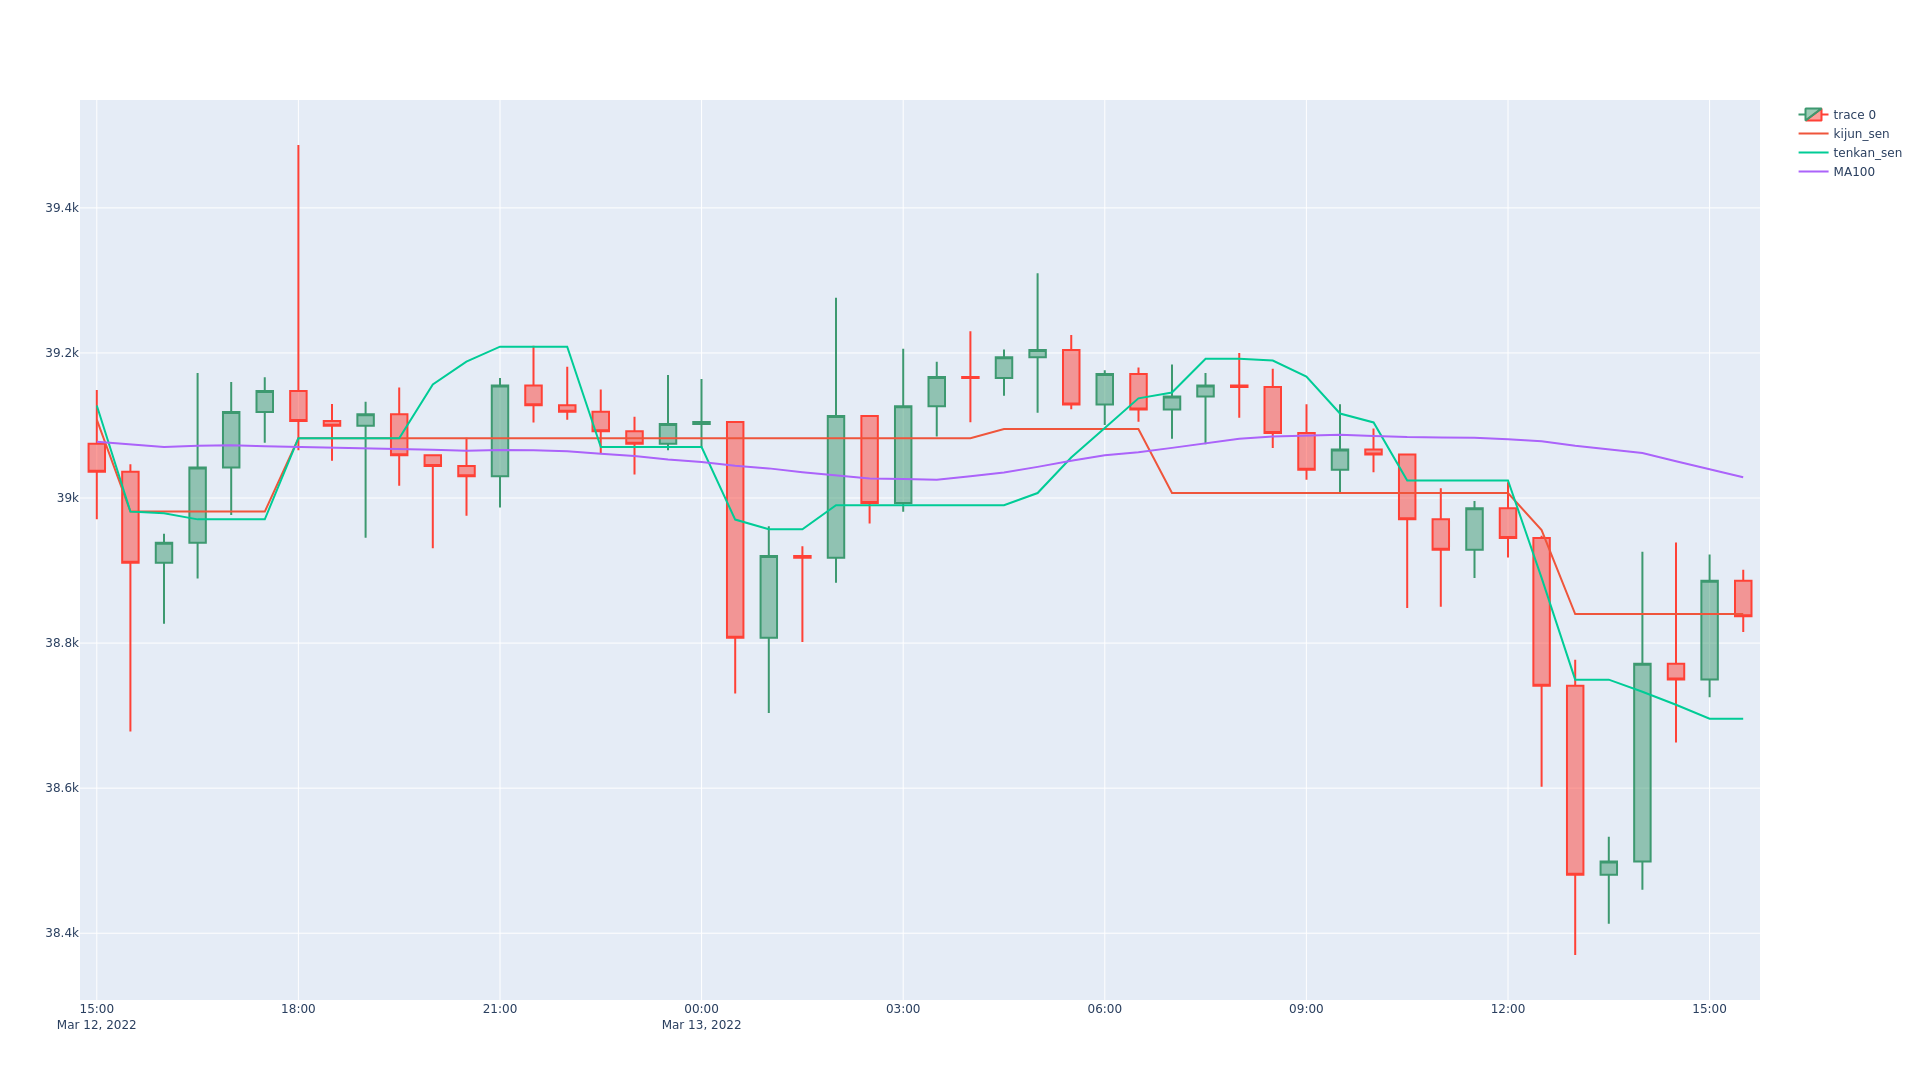 trace 0
kijun_sen
tenkan_sen
MA100
39.4k
39.2k
39k
38.8k
38.6k
38.4k
15:00 18:00 21:00 00:00 03:00 06:00 09:00 12:00 15:00
Mar 12, 2022 Mar 13, 2022